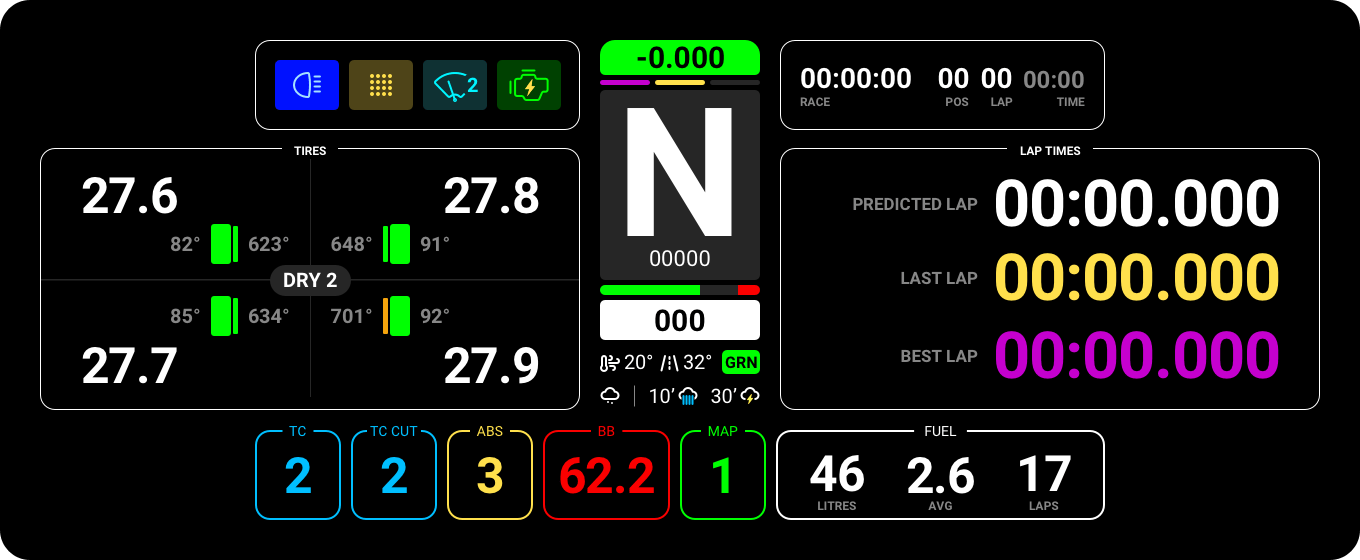 2
-0.000
00:00:00 00 00 00:00
RACE POS LAP TIME
N
00000
TIRES
27.6 27.8
82° 623° 648° 91°
DRY 2
85° 634° 701° 92°
27.7 27.9
000
20° 32° GRN
10’ 30’
LAP TIMES
PREDICTED LAP 00:00.000
LAST LAP 00:00.000
BEST LAP 00:00.000
TC TC CUT ABS BB MAP FUEL
2 2 3 62.2 1 46 2.6 17
LITRES AVG LAPS